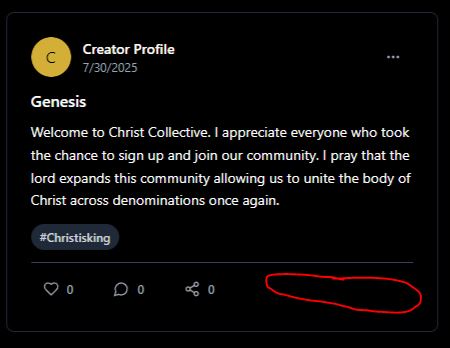 C
Creator Profile
7/30/2025
...
Genesis
Welcome to Christ Collective. I appreciate everyone who took
the chance to sign up and join our community. I pray that the
lord expands this community allowing us to unite the body of
Christ across denominations once again.
#Christisking
0 0 0